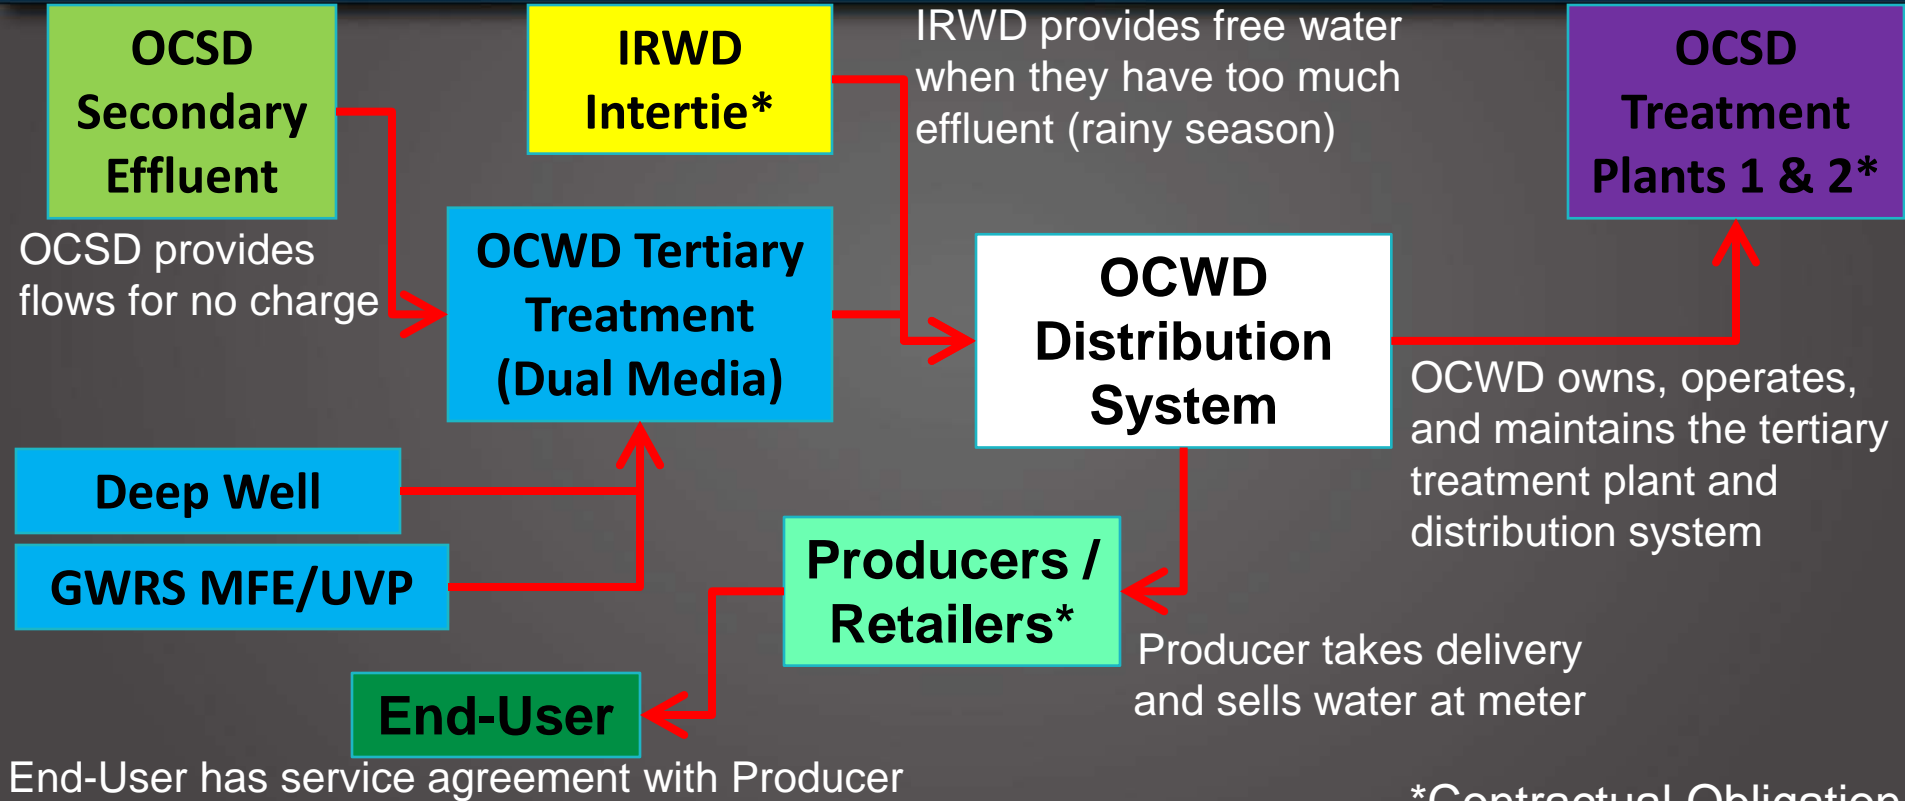 OCSD
Secondary
Effluent
OCSD provides
flows for no charge
IRWD
Intertie*
IRWD provides free water
when they have too much
effluent (rainy season)
OCSD
Treatment
Plants 1 & 2*
OCWD Tertiary
Treatment
(Dual Media)
OCWD
Distribution
System
OCWD owns, operates,
and maintains the tertiary
treatment plant and
distribution system
Deep Well
GWRS MFE/UVP
Producers /
Retailers*
Producer takes delivery
and sells water at meter
End-User
End-User has service agreement with Producer
*Contractual Obligation